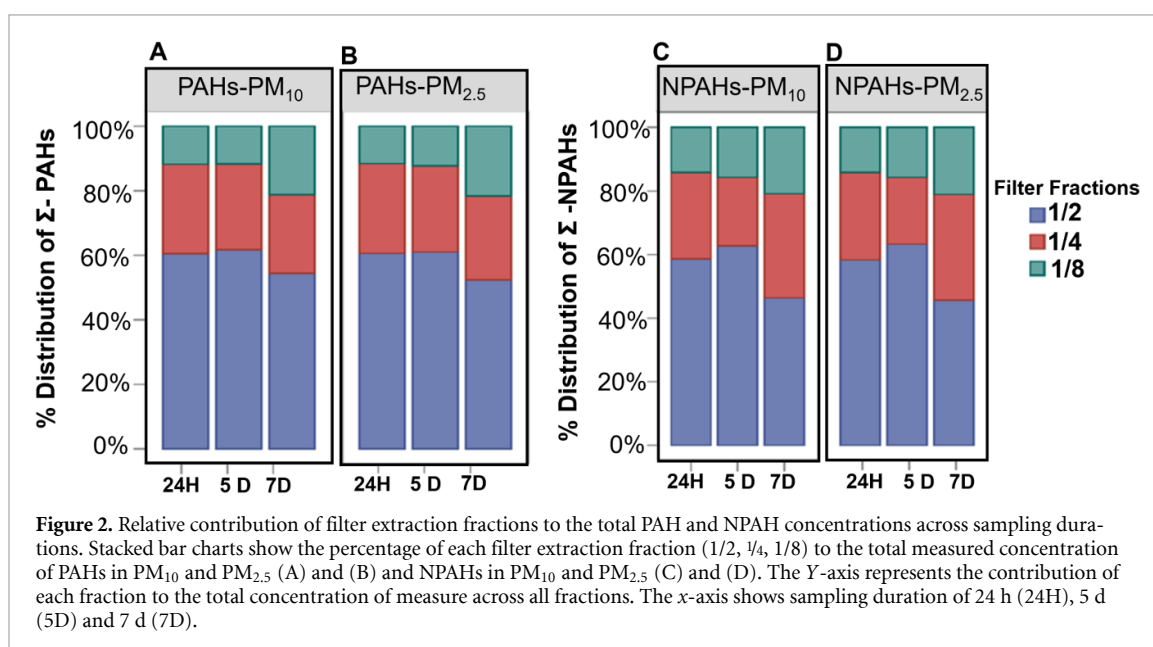 A
B
C
D
PAHs-PM₁₀
PAHs-PM₂.₅
NPAHs-PM₁₀
NPAHs-PM₂.₅
% Distribution of Σ- PAHs
100%
80%
60%
40%
20%
0%
24H 5 D 7D
24H 5 D 7D
% Distribution of Σ -NPAHs
100%
80%
60%
40%
20%
0%
24H 5 D 7D
24H 5 D 7D
Filter Fractions
1/2
1/4
1/8
Figure 2. Relative contribution of filter extraction fractions to the total PAH and NPAH concentrations across sampling dura-
tions. Stacked bar charts show the percentage of each filter extraction fraction (1/2, ¼, 1/8) to the total measured concentration
of PAHs in PM₁₀ and PM₂.₅ (A) and (B) and NPAHs in PM₁₀ and PM₂.₅ (C) and (D). The Y-axis represents the contribution of
each fraction to the total concentration of measure across all fractions. The x-axis shows sampling duration of 24 h (24H), 5 d
(5D) and 7 d (7D).